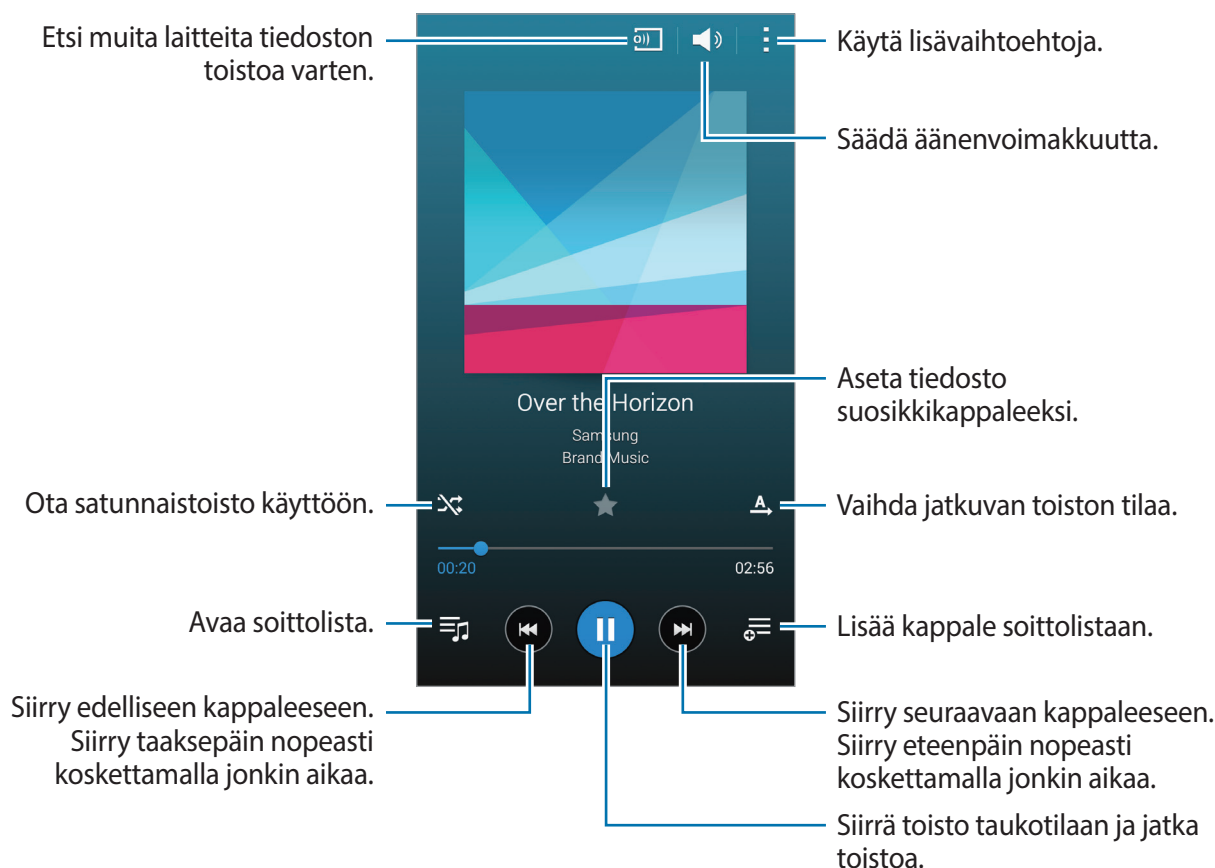 Etsi muita laitteita tiedoston
toistoa varten.
Käytä lisävaihtoehtoja.
Säädä äänenvoimakkuutta.
Aseta tiedosto
suosikkikappaleeksi.
Over the Horizon
Samsung
Brand Music
Ota satunnaistoisto käyttöön.
A
Vaihda jatkuvan toiston tilaa.
00:20
02:56
Avaa soittolista.
Lisää kappale soittolistaan.
Siirry edelliseen kappaleeseen.
Siirry taaksepäin nopeasti
koskettamalla jonkin aikaa.
Siirry seuraavaan kappaleeseen.
Siirry eteenpäin nopeasti
koskettamalla jonkin aikaa.
Siirrä toisto taukotilaan ja jatka
toistoa.